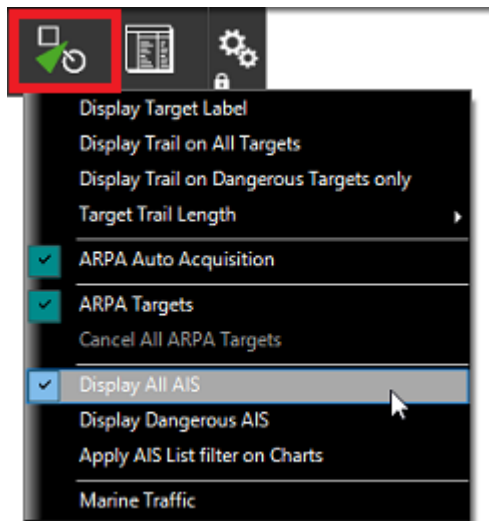 Display Target Label
Display Trail on All Targets
Display Trail on Dangerous Targets only
Target Trail Length
ARPA Auto Acquisition
ARPA Targets
Cancel All ARPA Targets
Display All AIS
Display Dangerous AIS
Apply AIS List filter on Charts
Marine Traffic